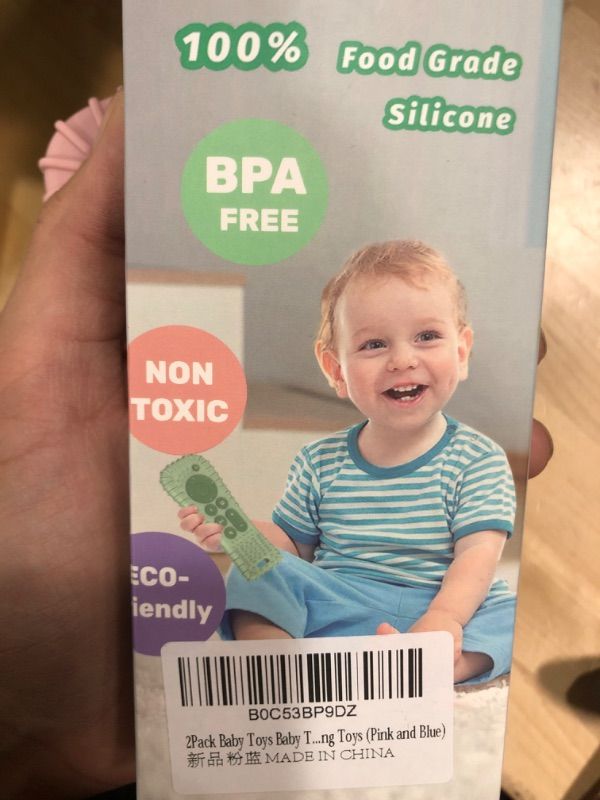 100% Food Grade
Silicone
BPA
FREE
NON
TOXIC
ECO-
iendly
B0C53BP9DZ
2Pack Baby Toys Baby T...ng Toys (Pink and Blue)
新品 粉蓝 MADE IN CHINA